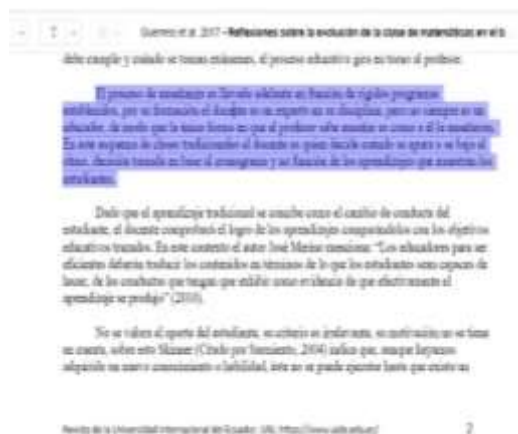 Guerrero et al. 2017 - Reflexiones sobre la evolución de la clase de matemáticas en el b
debe cumplir y cuándo se toman exámenes, el proceso educativo gira en torno al profesor.
El proceso de enseñanza es llevado adelante en función de rígidos programas
establecidos, por su formación el docente es un experto en su disciplina, pero no siempre es un
educador, de modo que la única forma en que el profesor sabe enseñar es como a él le enseñaron.
En este esquema de clases tradicionales el docente es quien decide cuando se opera o se baja el
ritmo, decisión tomada en base al cronograma y no función de los aprendizajes que muestran los
estudiantes.
Dado que el aprendizaje tradicional se concibe como el cambio de conducta del
estudiante, el docente comprobará el logro de los aprendizajes comparándolos con los objetivos
educativos trazados. En este contexto el autor José Merino menciona: "Los educadores para ser
eficientes deberán traducir los contenidos en términos de lo que los estudiantes sean capaces de
hacer, de las conductas que tengan que exhibir como evidencia de que efectivamente el
aprendizaje se produjo" (2010).
No se valora el aporte del estudiante, su criterio es irrelevante, su motivación no se toma
en cuenta, sobre esto Skinner (Citado por Sarmiento, 2004) indica que, aunque hayamos
adquirido un nuevo conocimiento o habilidad, este no se puede ejecutar hasta que exista un
Revista de la Universidad Internacional del Ecuador. URL: https://www.uide.edu.ec/
2